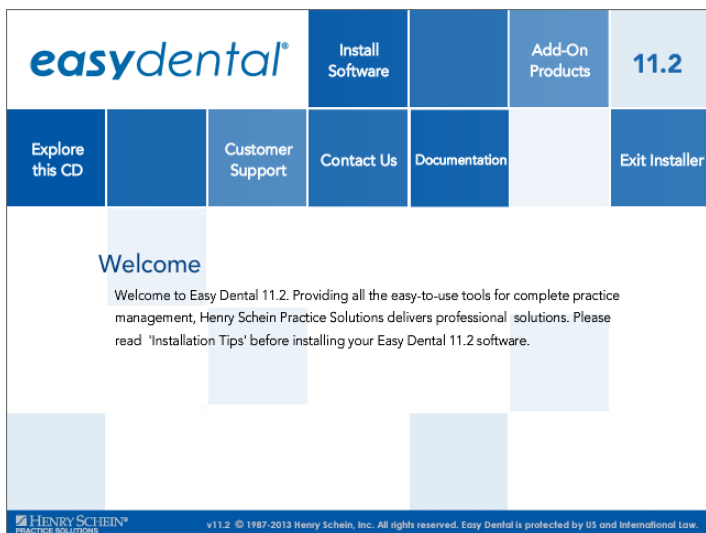 easydental®
Install
Software
Add-On
Products
11.2
Explore
this CD
Customer
Support
Contact Us
Documentation
Exit Installer
Welcome
Welcome to Easy Dental 11.2. Providing all the easy-to-use tools for complete practice
management, Henry Schein Practice Solutions delivers professional solutions. Please
read 'Installation Tips' before installing your Easy Dental 11.2 software.
HENRY SCHEIN®
PRACTICE SOLUTIONS
v11.2 © 1987-2013 Henry Schein, Inc. All rights reserved. Easy Dental is protected by US and International Law.